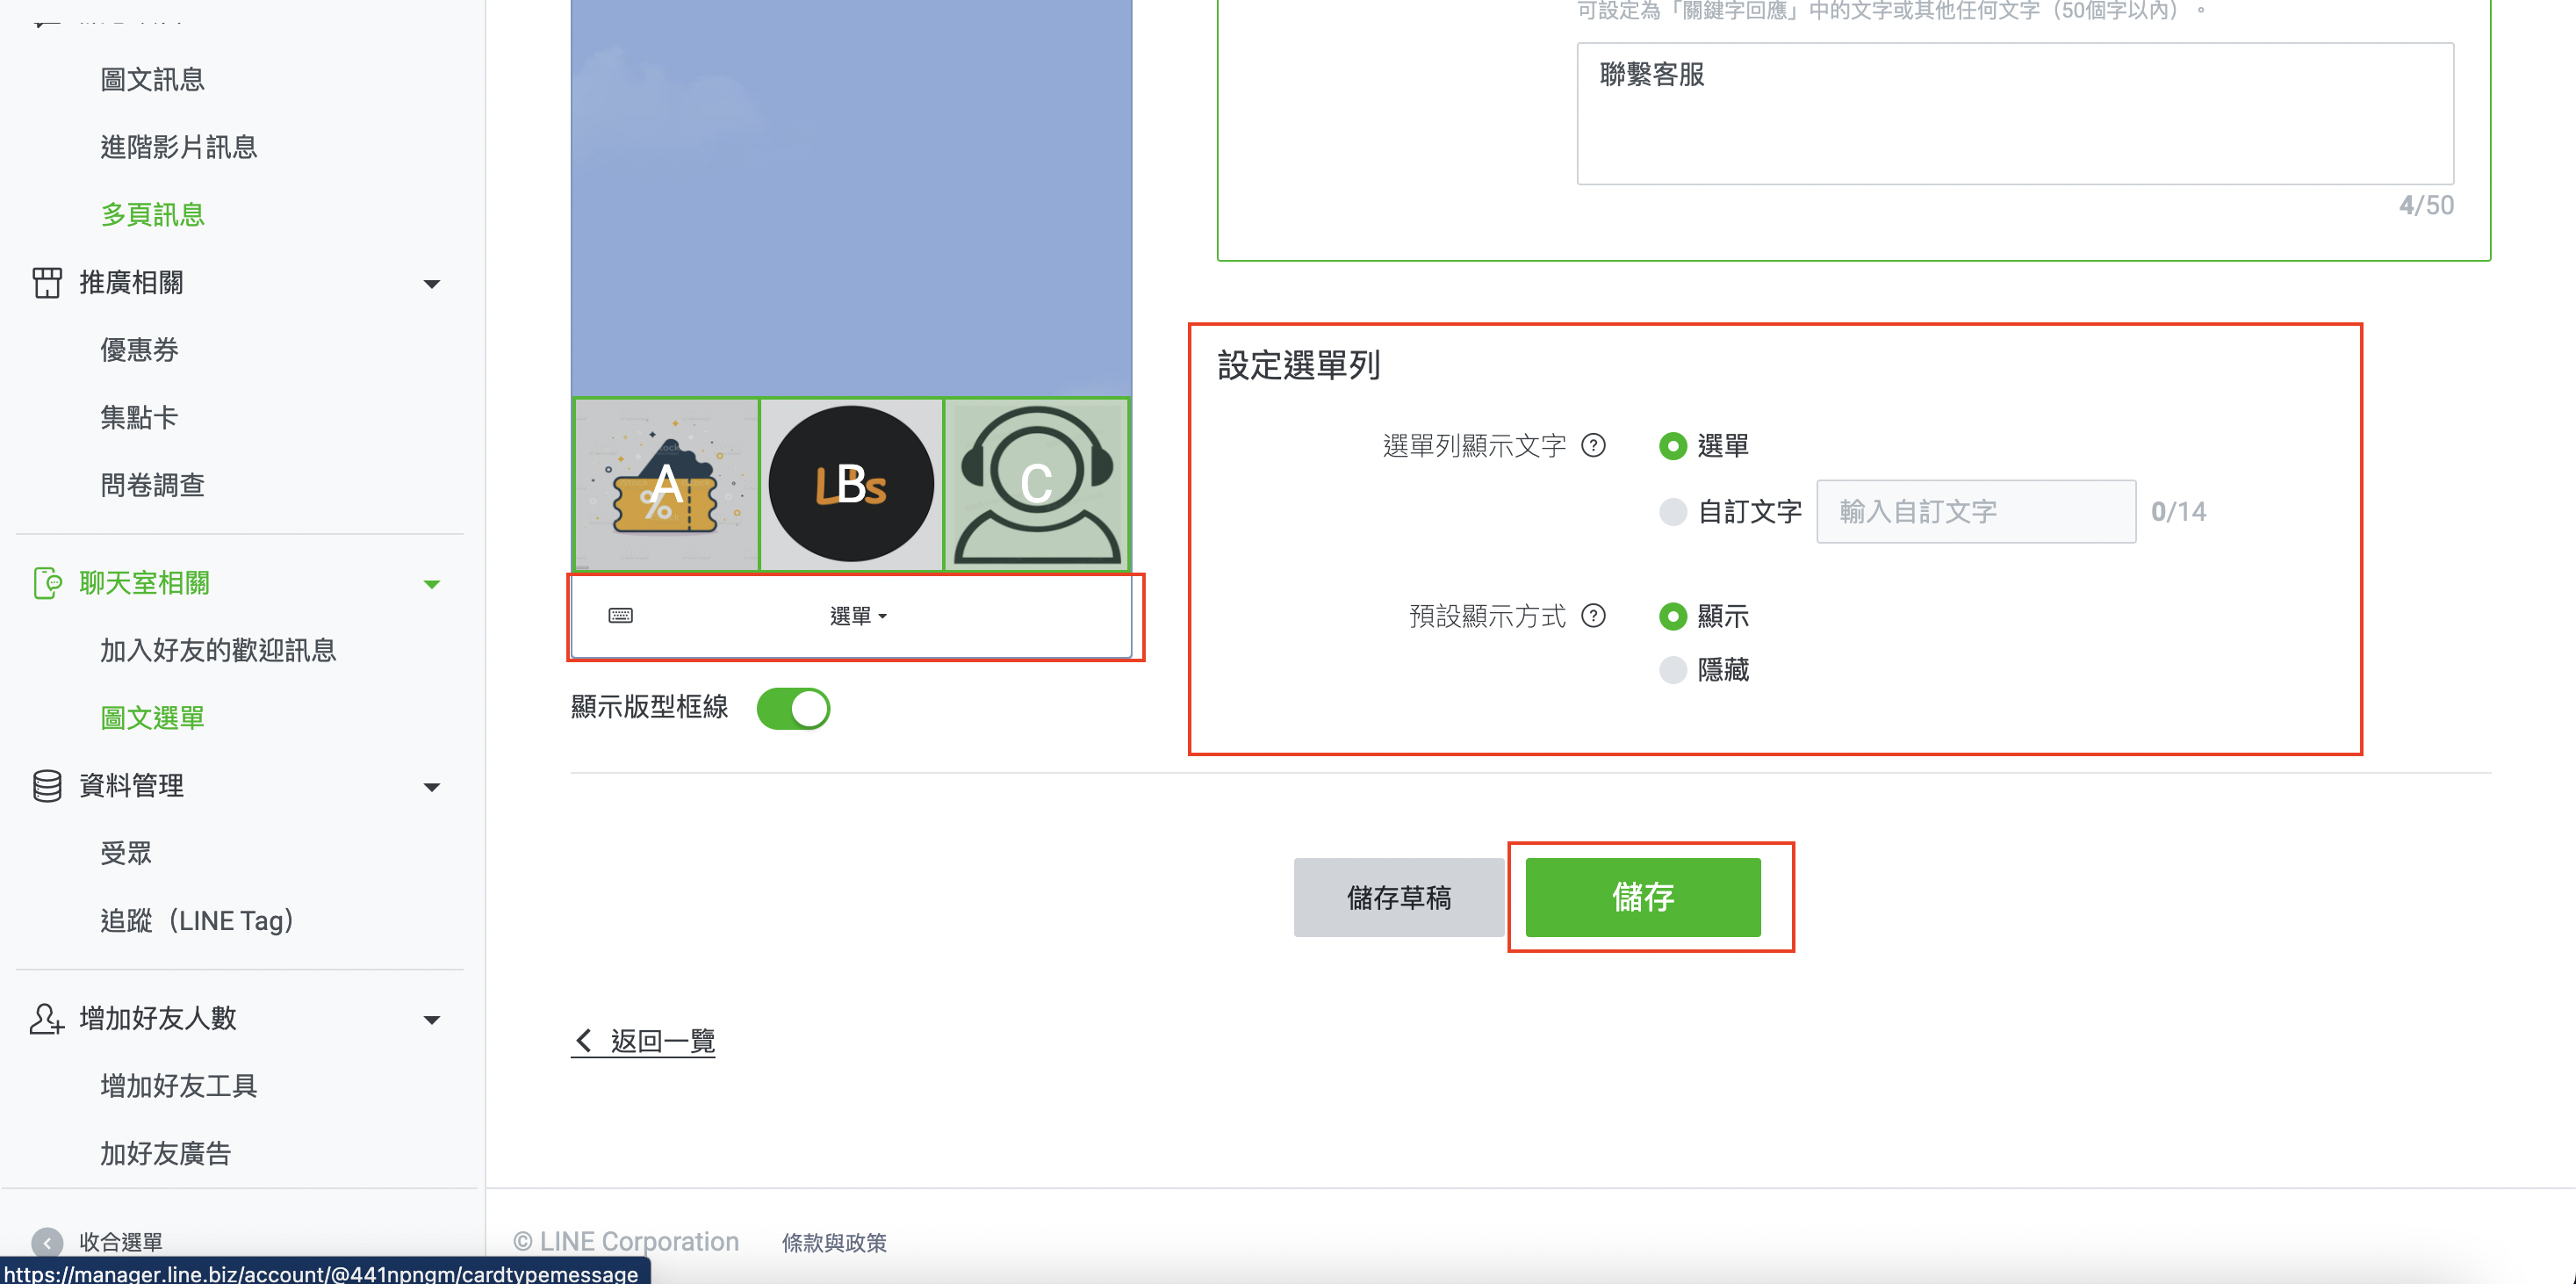 圖文訊息
進階影片訊息
多頁訊息
推廣相關
優惠券
集點卡
問卷調查
聊天室相關
加入好友的歡迎訊息
圖文選單
資料管理
受眾
追蹤（LINE Tag）
增加好友人數
增加好友工具
加好友廣告
收合選單
https://manager.line.biz/account/@441npngm/cardtypemessage
A
B
C
選單
顯示版型框線
可設定為「關鍵字回應」中的文字或其他任何文字（50個字以內）。
聯繫客服
4/50
設定選單列
選單列顯示文字 ? 選單
自訂文字 輸入自訂文字 0/14
預設顯示方式 ? 顯示
隱藏
儲存草稿 儲存
返回一覽
© LINE Corporation 條款與政策